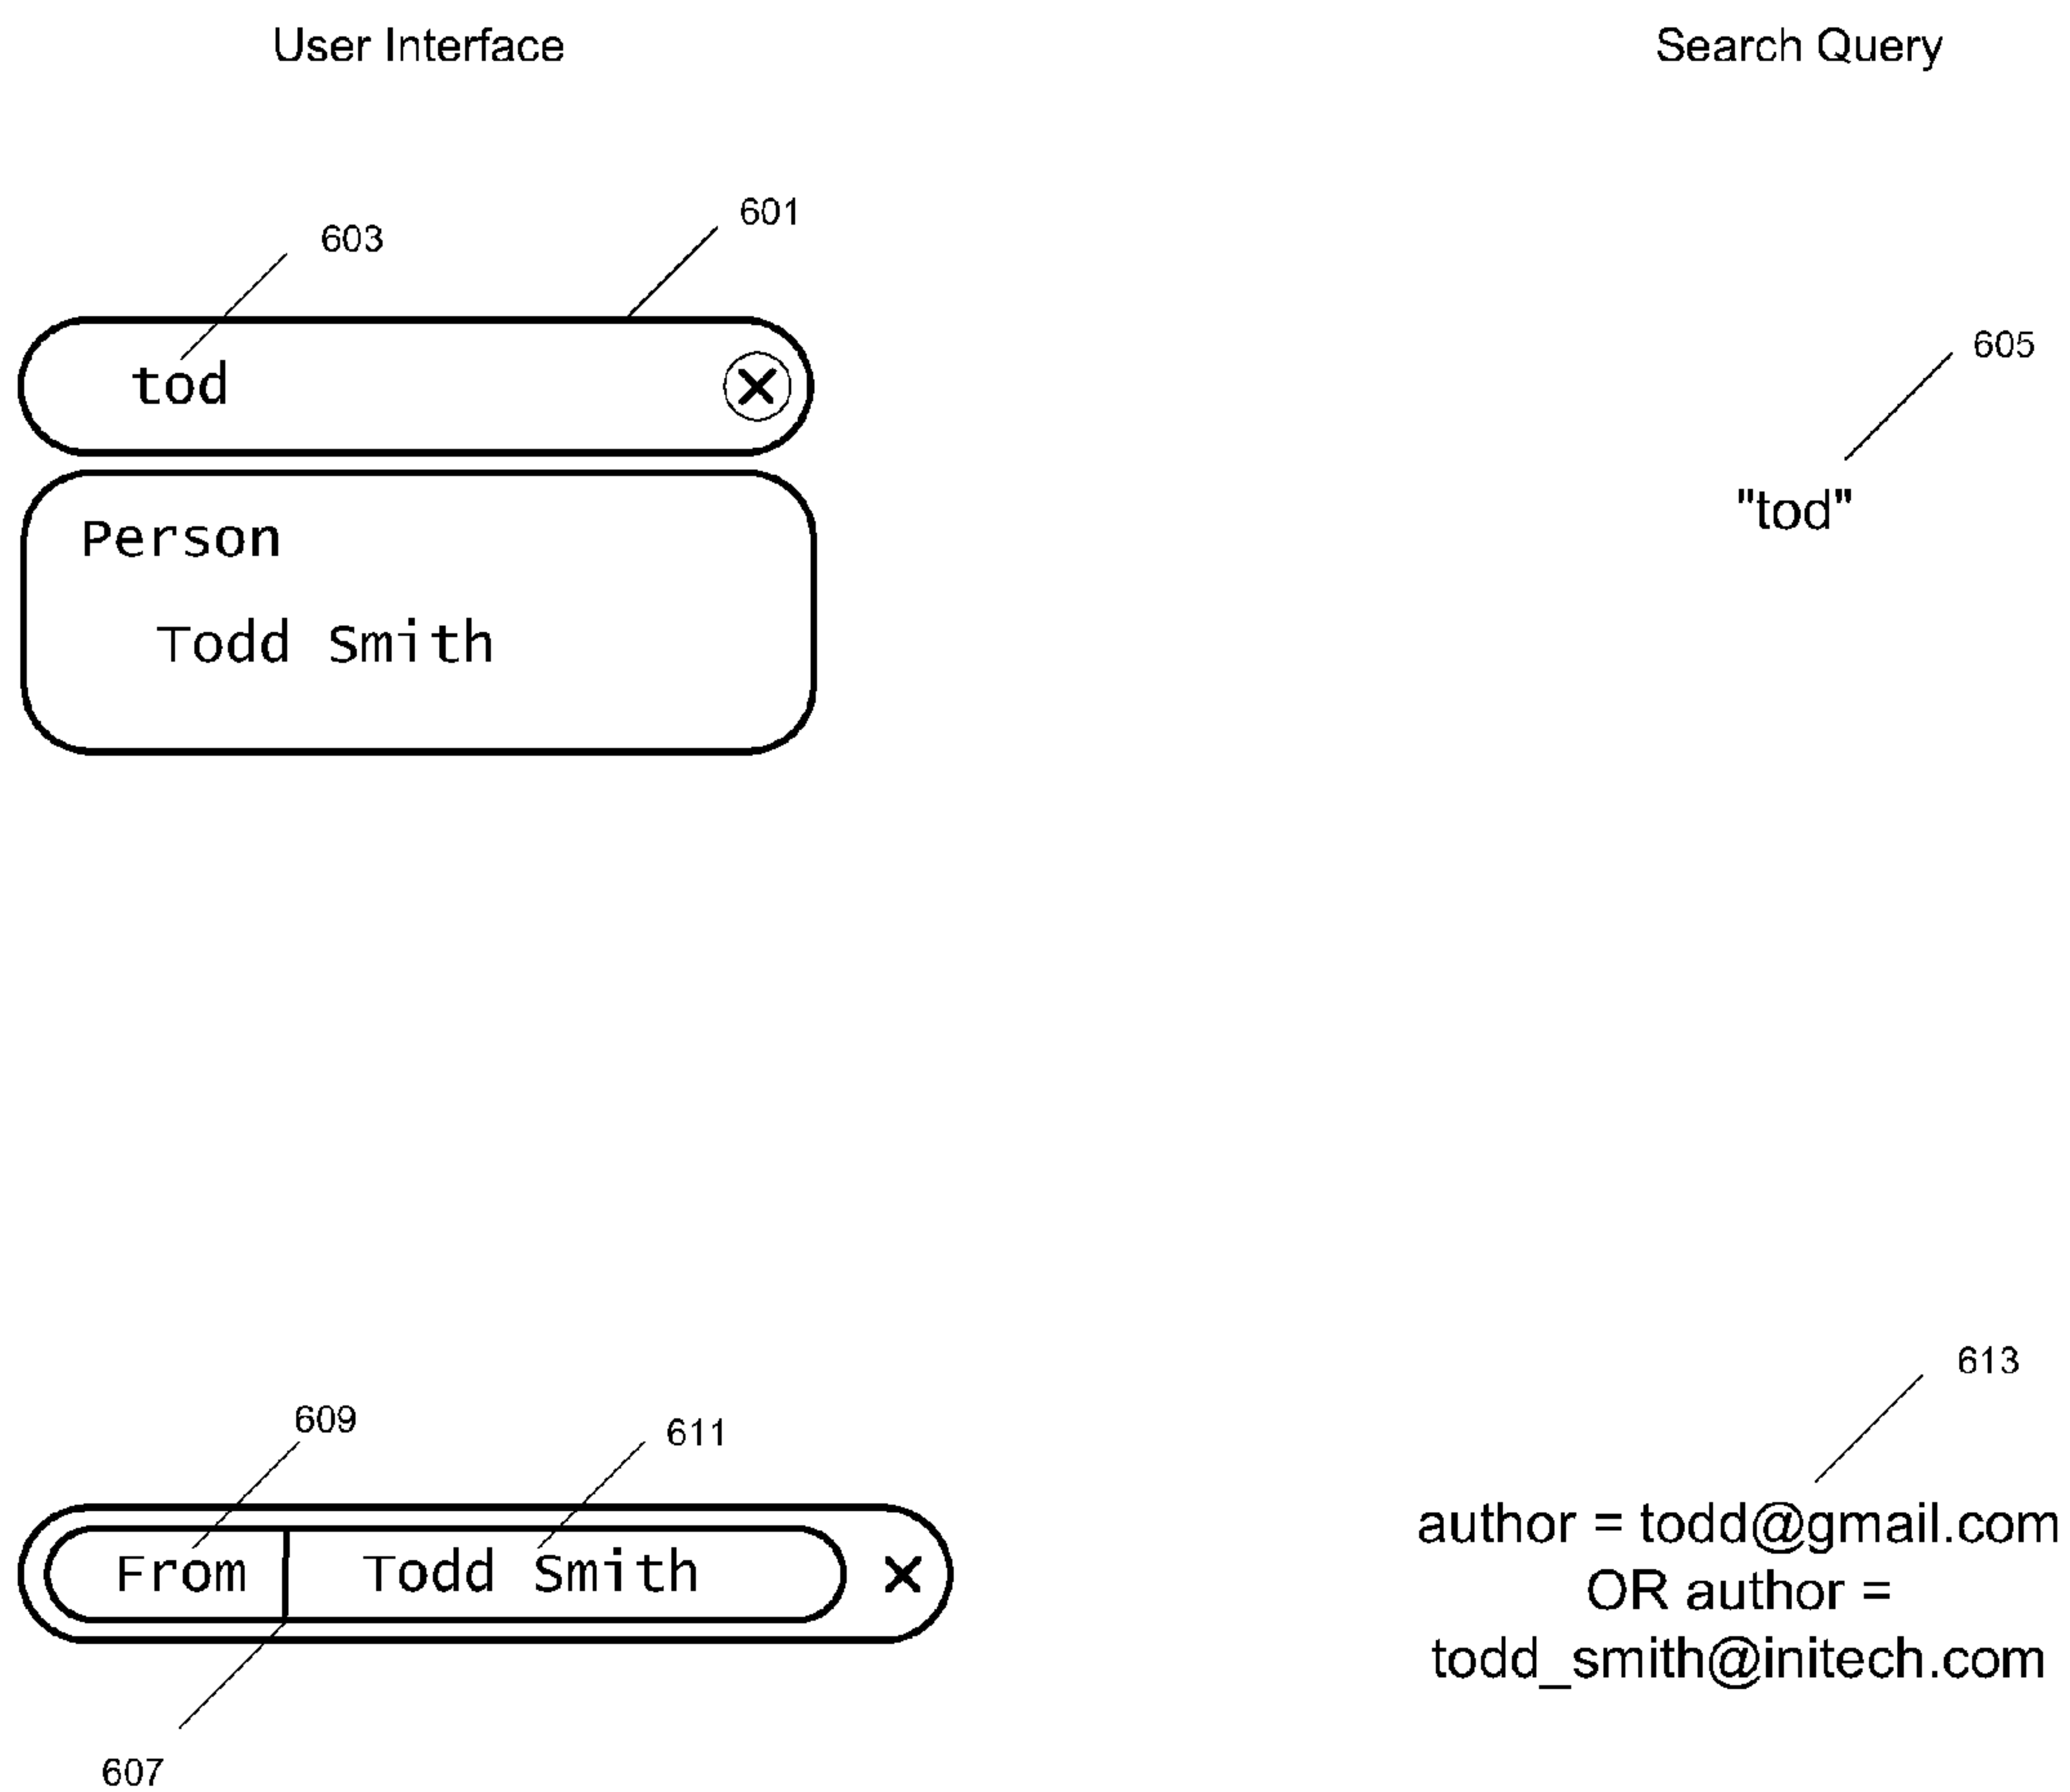 User Interface
Search Query
601
603
605
tod
"tod"
Person
Todd Smith
613
609
611
From
Todd Smith
author = todd@gmail.com
OR author =
todd_smith@initech.com
607